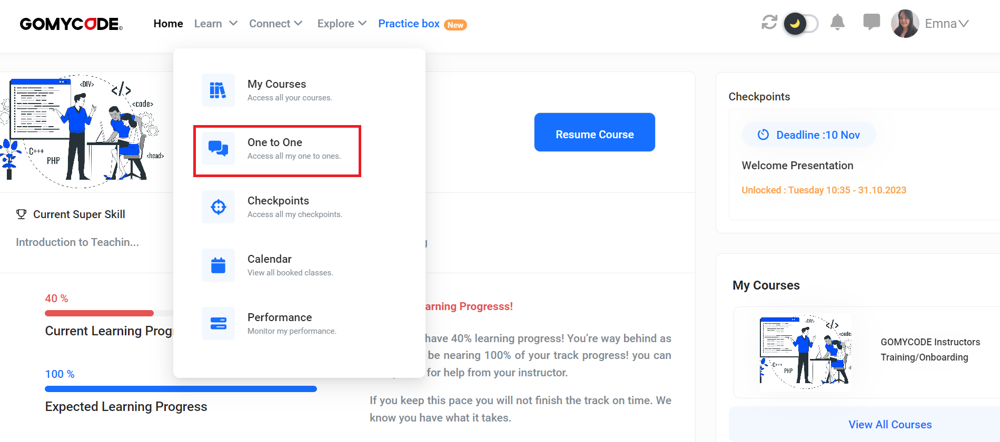 GOMYCODE©
Home Learn Connect Explore Practice box New
Emna
My Courses
Access all your courses.
One to One
Access all my one to ones.
Checkpoints
Access all my checkpoints.
Calendar
View all booked classes.
Performance
Monitor my performance.
<DIV>
</>
<code>
C+++
PHP
<head>
Resume Course
Current Super Skill
Introduction to Teachin...
40 %
Current Learning Prog
100 %
Expected Learning Progress
arning Progresss!
have 40% learning progress! You’re way behind as
be nearing 100% of your track progress! you can
for help from your instructor.
If you keep this pace you will not finish the track on time. We
know you have what it takes.
Checkpoints
Deadline :10 Nov
Welcome Presentation
Unlocked : Tuesday 10:35 - 31.10.2023
My Courses
<DIV>
</>
<code>
C+++
PHP
GOMYCODE Instructors
Training/Onboarding
View All Courses